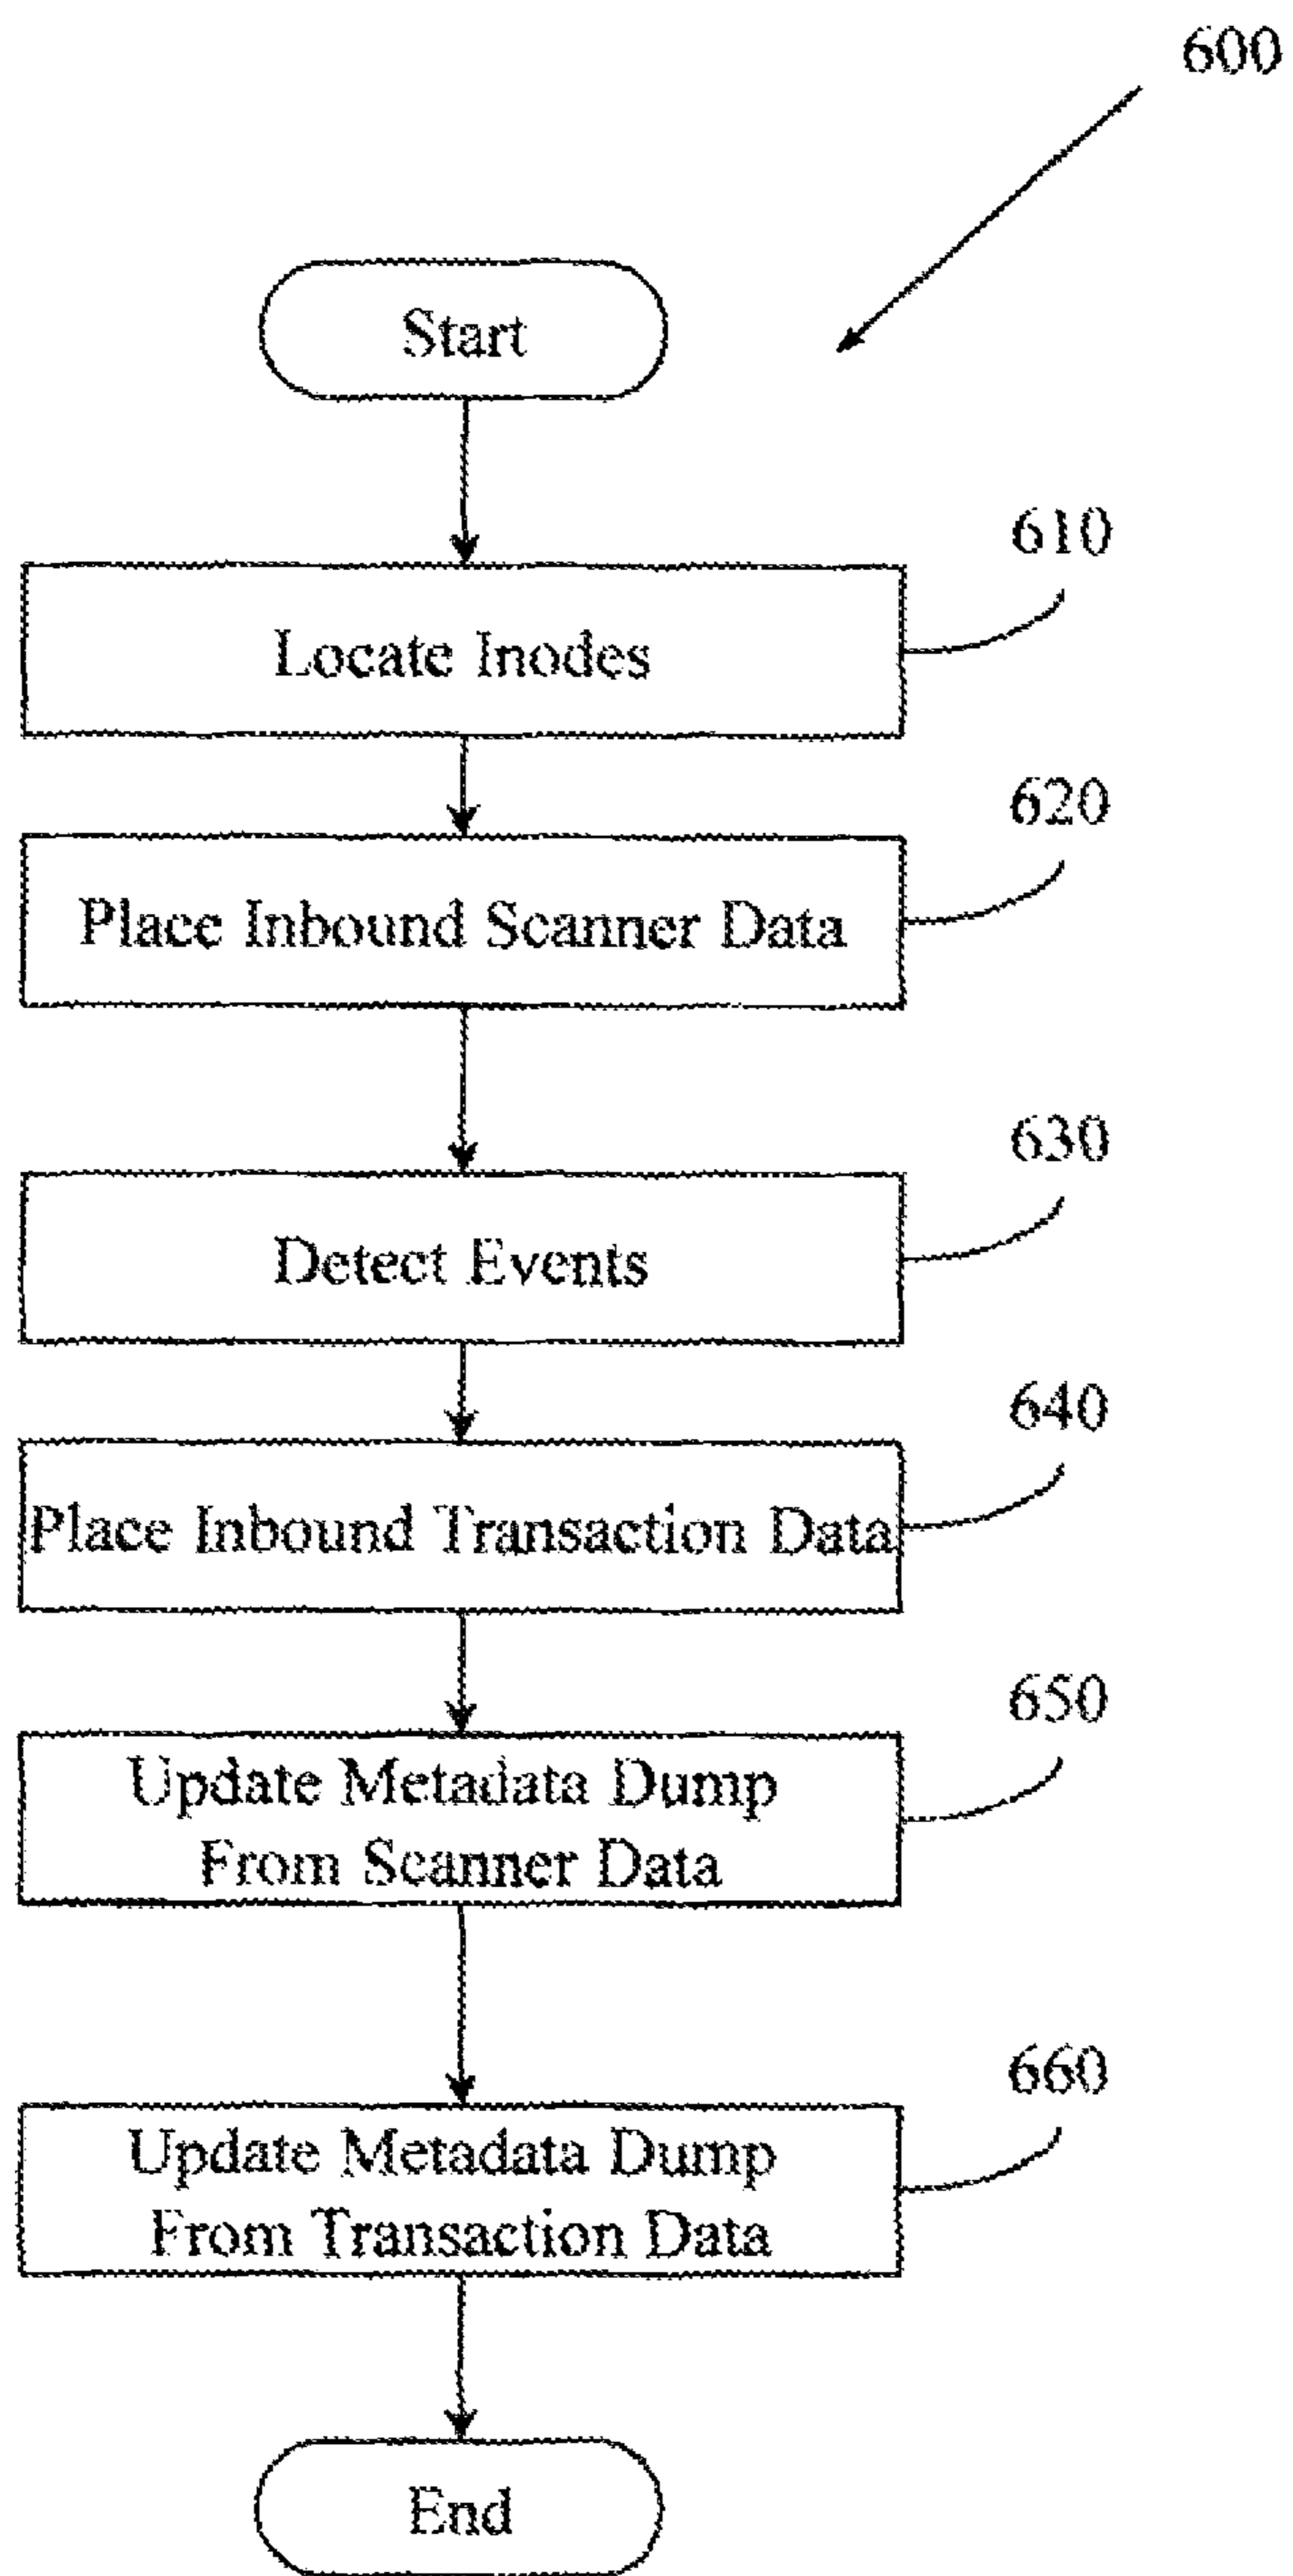 600
Start
610
Locate Inodes
620
Place Inbound Scanner Data
630
Detect Events
640
Place Inbound Transaction Data
650
Update Metadata Dump
From Scanner Data
660
Update Metadata Dump
From Transaction Data
End